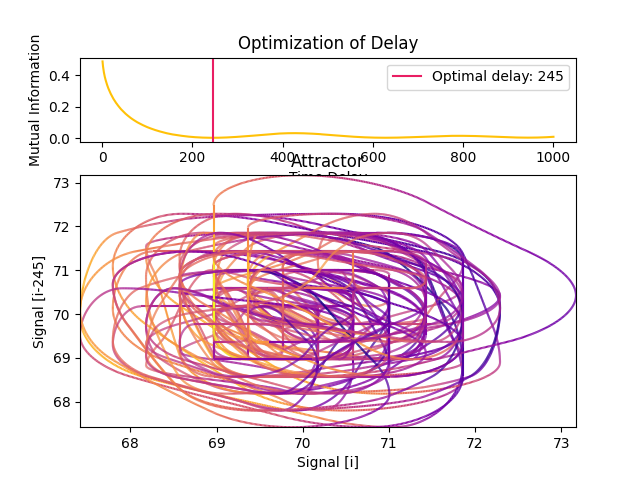 Optimization of Delay
Mutual Information
0.4
0.2
0.0
Optimal delay: 245
0 200 400 600 800 1000
Time Delay
Attractor
Signal [i-245]
73
72
71
70
69
68
68 69 70 71 72 73
Signal [i]